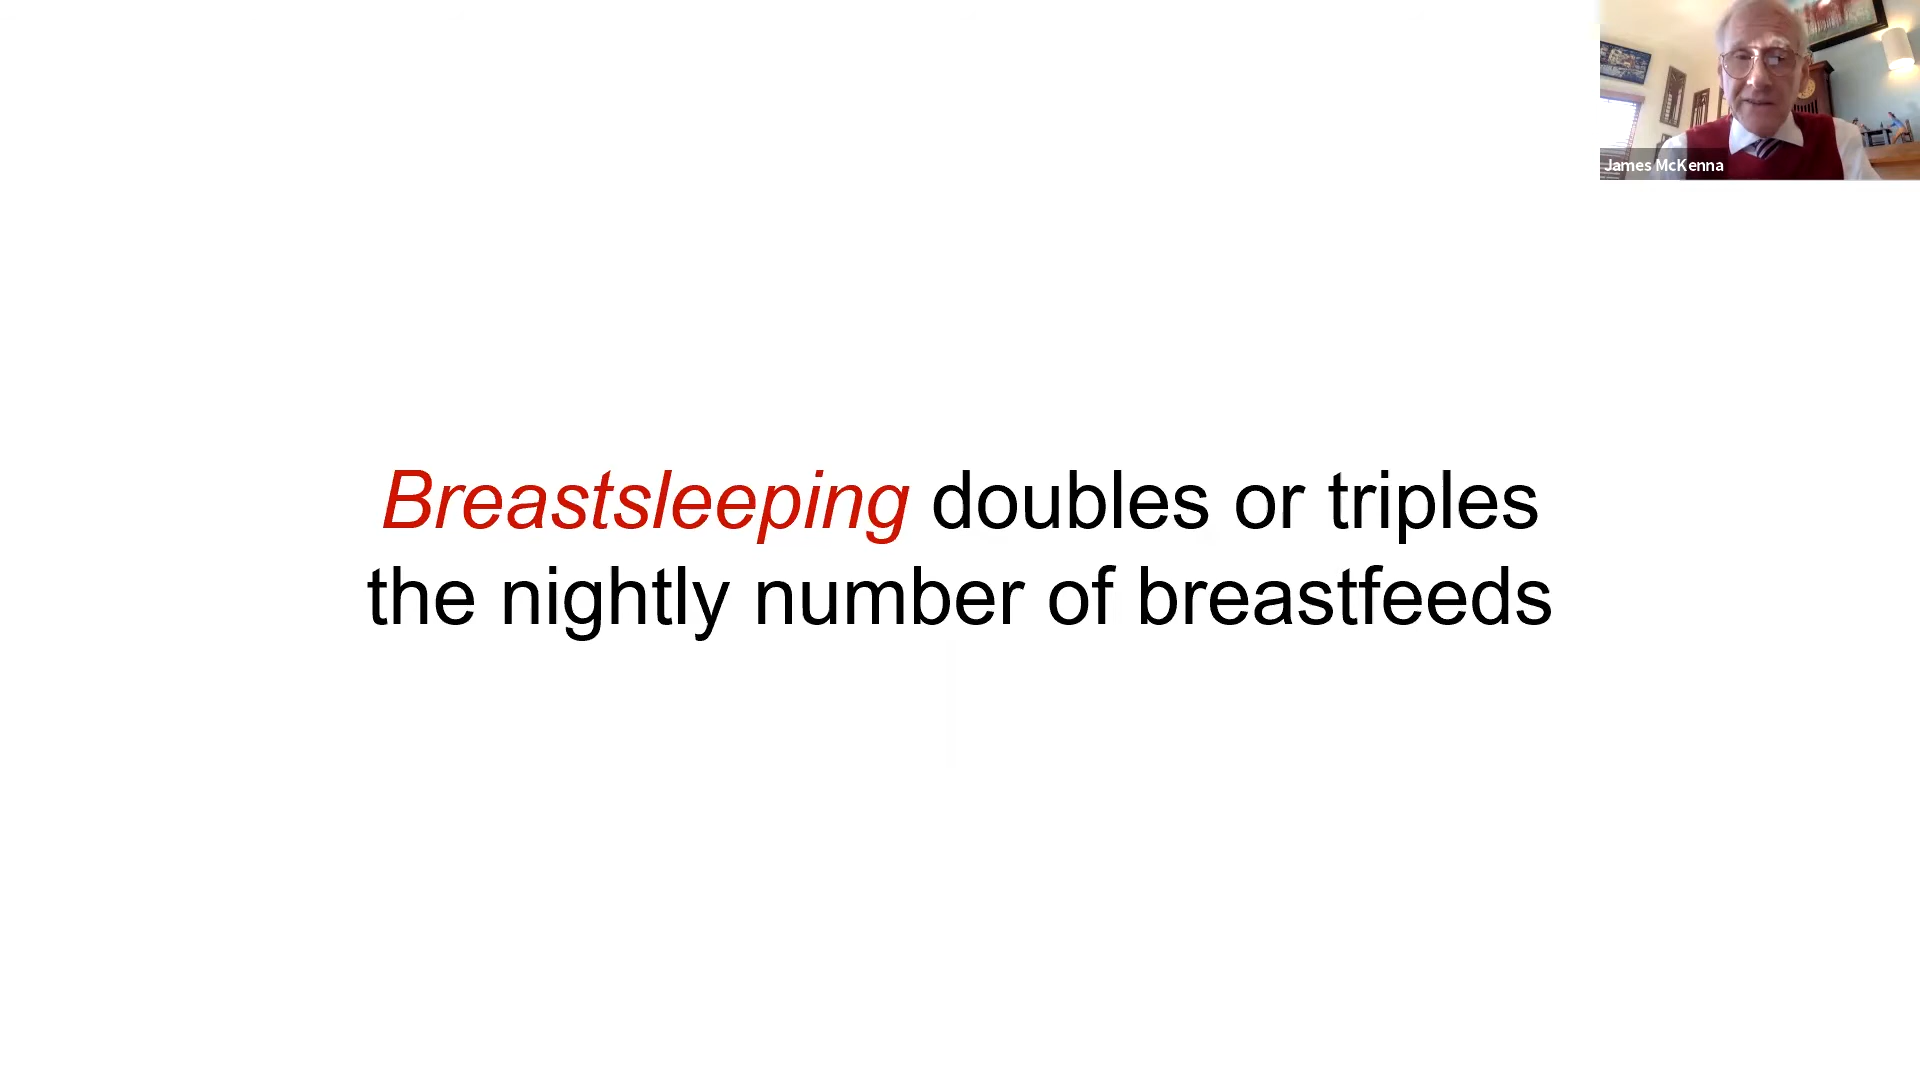 James McKenna
Breastsleeping doubles or triples
the nightly number of breastfeeds